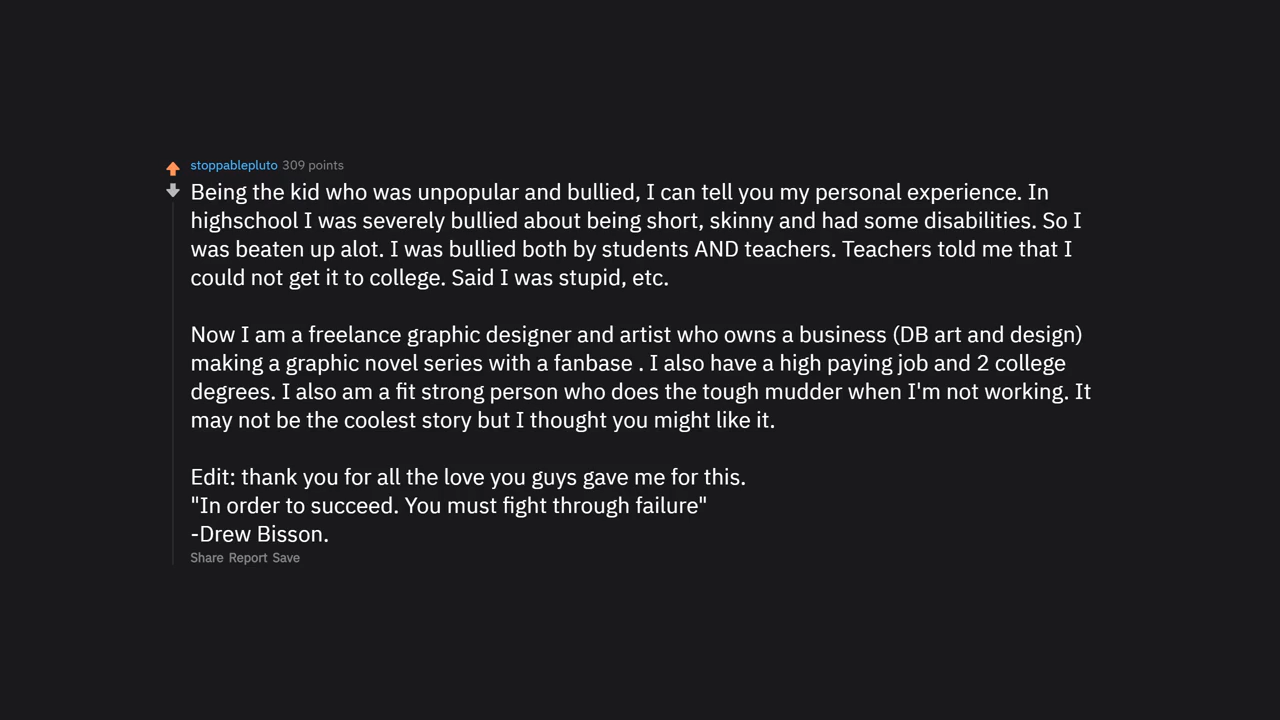 stoppablepluto 309 points
Being the kid who was unpopular and bullied, I can tell you my personal experience. In
highschool I was severely bullied about being short, skinny and had some disabilities. So I
was beaten up alot. I was bullied both by students AND teachers. Teachers told me that I
could not get it to college. Said I was stupid, etc.
Now I am a freelance graphic designer and artist who owns a business (DB art and design)
making a graphic novel series with a fanbase . I also have a high paying job and 2 college
degrees. I also am a fit strong person who does the tough mudder when I'm not working. It
may not be the coolest story but I thought you might like it.
Edit: thank you for all the love you guys gave me for this.
"In order to succeed. You must fight through failure"
-Drew Bisson.
Share Report Save